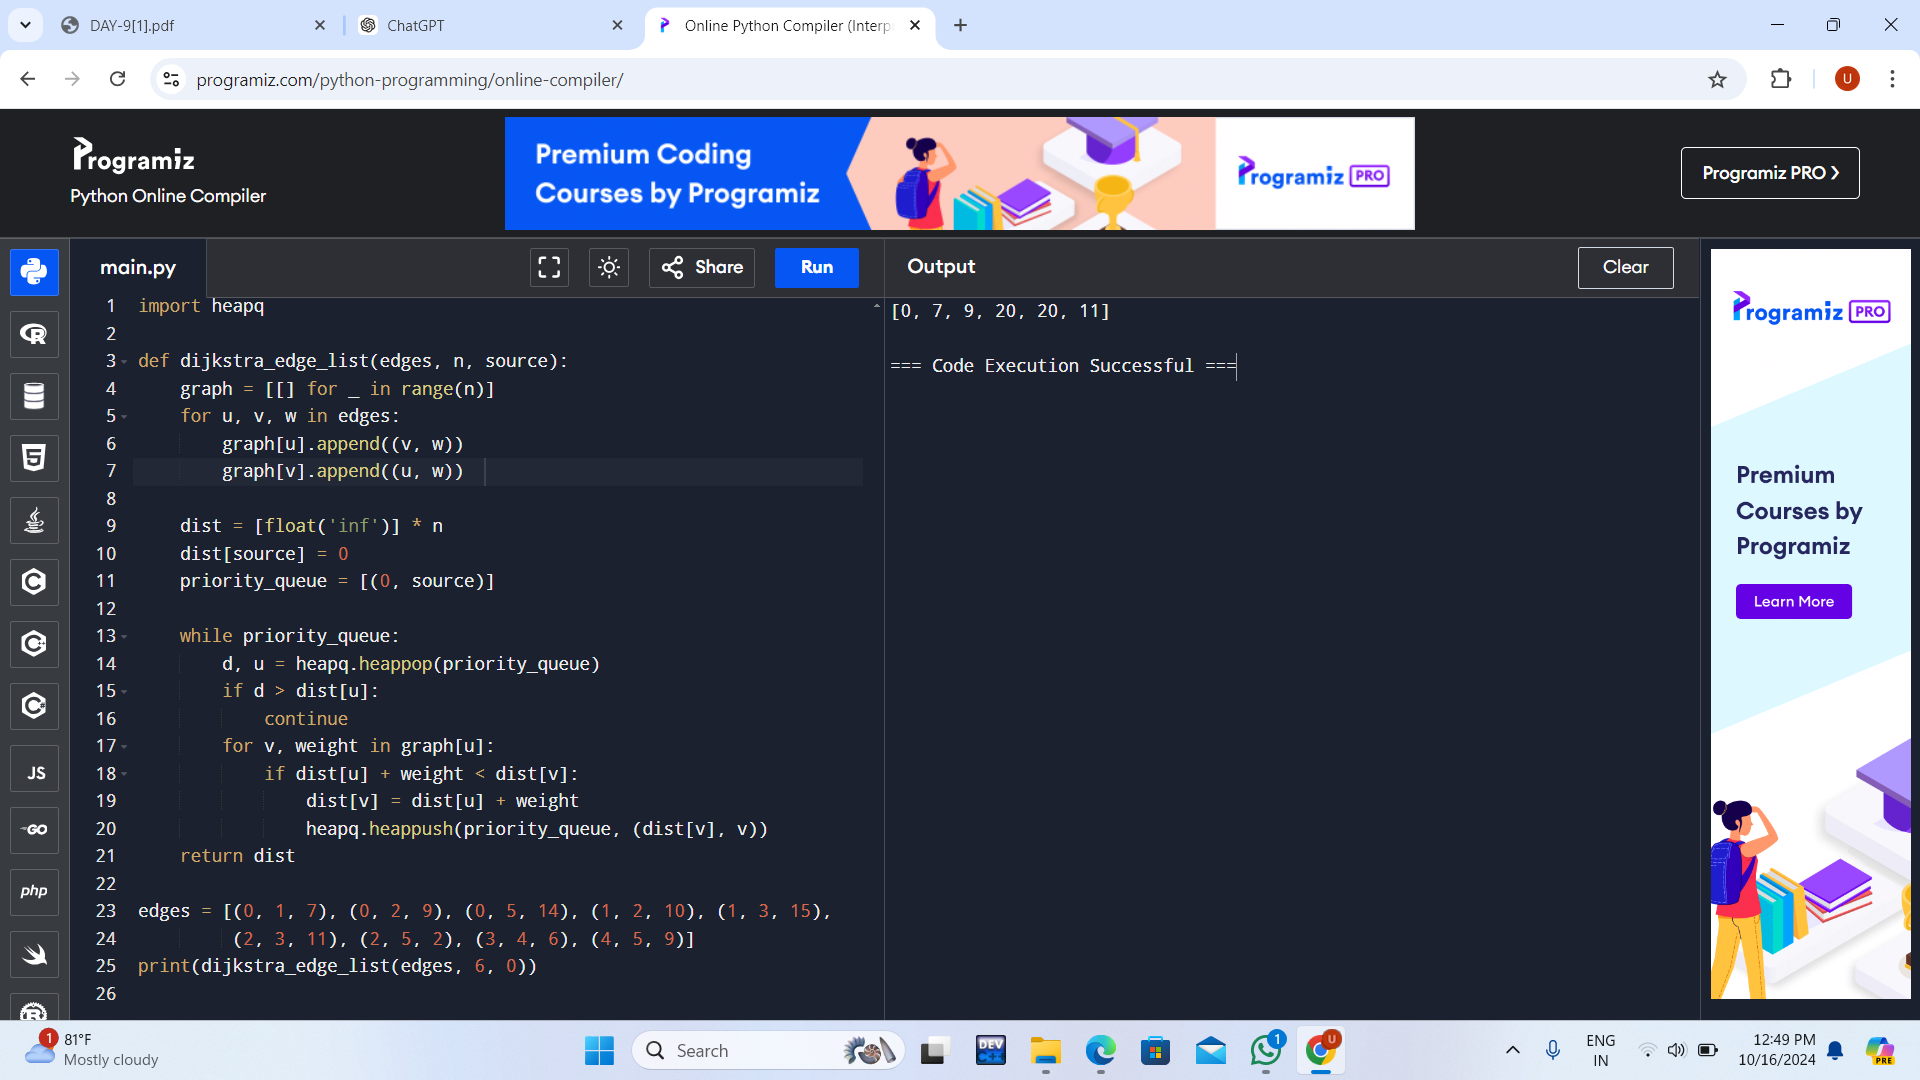 DAY-9[1].pdf
ChatGPT
Online Python Compiler (Interp
programiz.com/python-programming/online-compiler/
U
Programiz
Python Online Compiler
Premium Coding
Courses by Programiz
Programiz PRO
Programiz PRO
main.py
Share
Run
Output
Clear
1 import heapq
2
3 def dijkstra_edge_list(edges, n, source):
4     graph = [[] for _ in range(n)]
5     for u, v, w in edges:
6         graph[u].append((v, w))
7         graph[v].append((u, w))
8
9     dist = [float('inf')] * n
10     dist[source] = 0
11     priority_queue = [(0, source)]
12
13     while priority_queue:
14         d, u = heapq.heappop(priority_queue)
15         if d > dist[u]:
16             continue
17         for v, weight in graph[u]:
18             if dist[u] + weight < dist[v]:
19                 dist[v] = dist[u] + weight
20                 heapq.heappush(priority_queue, (dist[v], v))
21     return dist
22
23 edges = [(0, 1, 7), (0, 2, 9), (0, 5, 14), (1, 2, 10), (1, 3, 15),
24          (2, 3, 11), (2, 5, 2), (3, 4, 6), (4, 5, 9)]
25 print(dijkstra_edge_list(edges, 6, 0))
26
[0, 7, 9, 20, 20, 11]
=== Code Execution Successful ===
JS
GO
php
Programiz PRO
Premium
Courses by
Programiz
Learn More
1
81°F
Mostly cloudy
Search
DEV
C++
1
U
ENG
IN
12:49 PM
10/16/2024
PRE